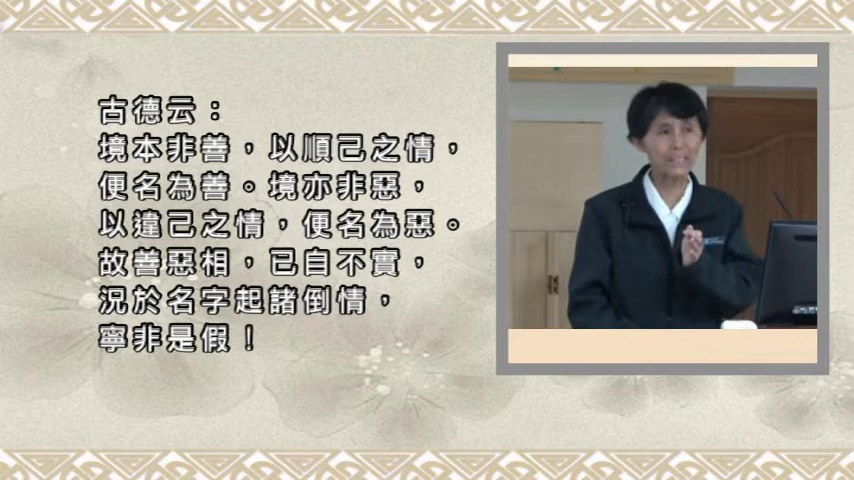 古德云：
境本非善，以順己之情，
便名為善。境亦非惡，
以違己之情，便名為惡。
故善惡相，已自不實，
況於名字起諸倒情，
寧非是假！